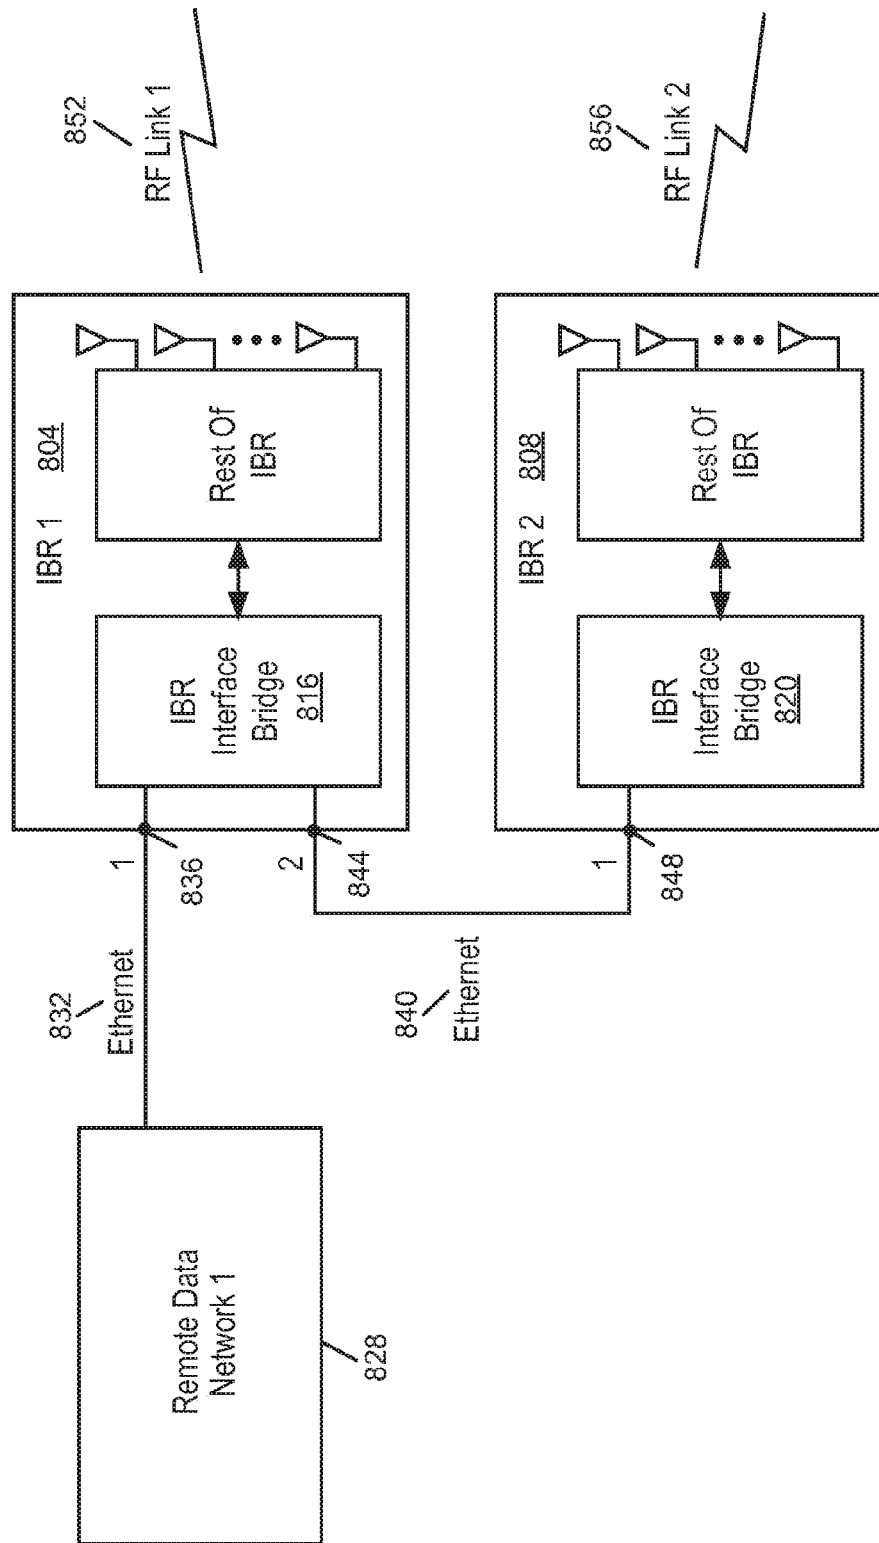 Remote Data
Network 1
828
832
Ethernet
1
836
2
844
840
Ethernet
IBR 1
804
IBR
Interface
Bridge
816
Rest Of
IBR
852
RF Link 1
1
848
IBR 2
808
IBR
Interface
Bridge
820
Rest Of
IBR
856
RF Link 2